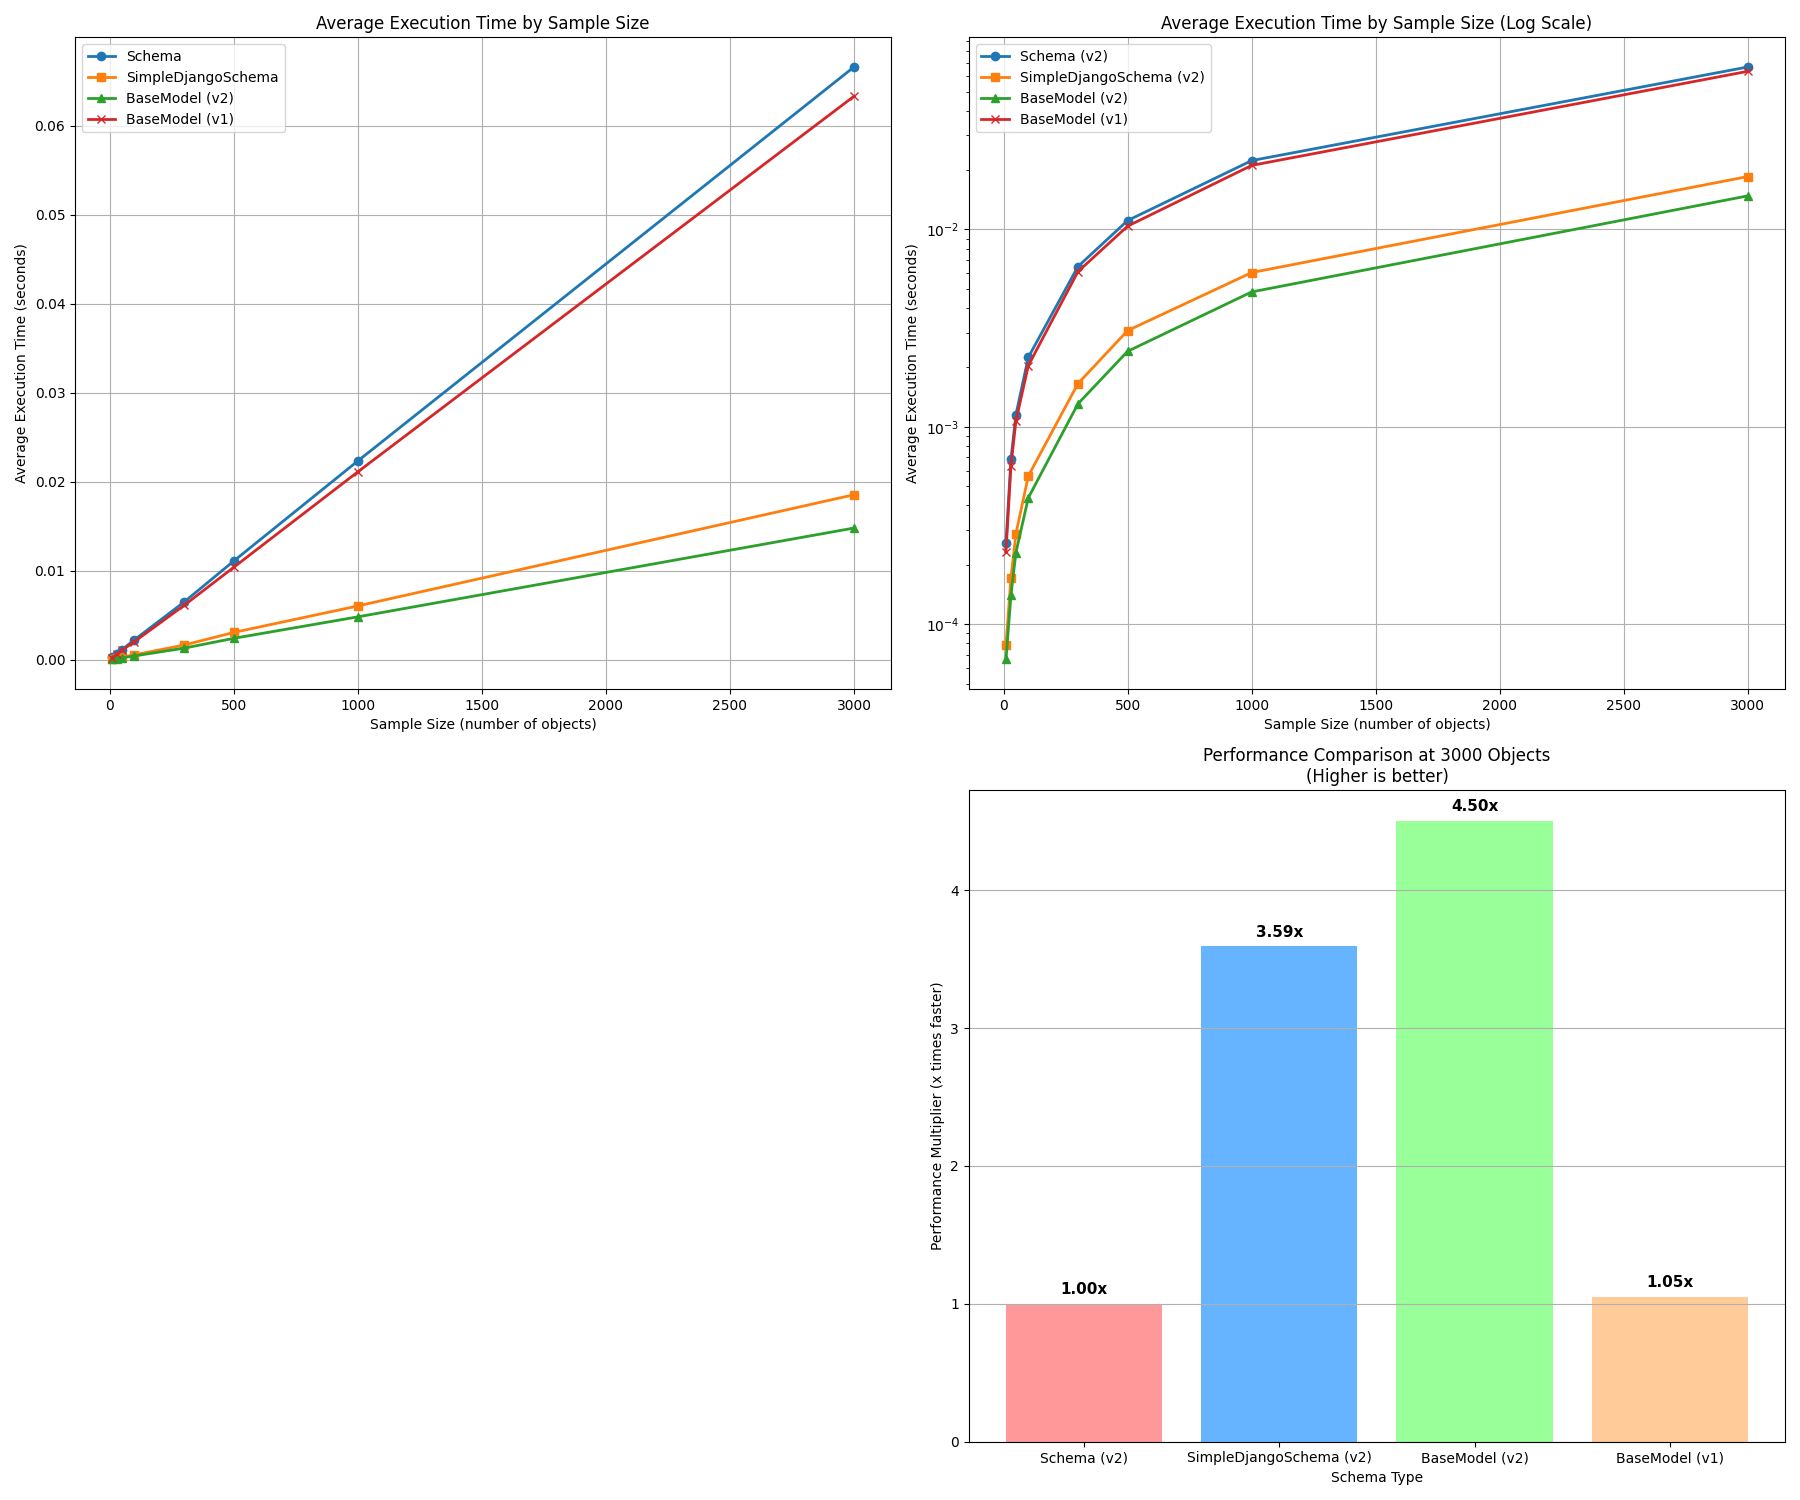 Average Execution Time by Sample Size
Schema
SimpleDjangoSchema
BaseModel (v2)
BaseModel (v1)
Average Execution Time (seconds)
0.06
0.05
0.04
0.03
0.02
0.01
0.00
0 500 1000 1500 2000 2500 3000
Sample Size (number of objects)
Average Execution Time by Sample Size (Log Scale)
Schema (v2)
SimpleDjangoSchema (v2)
BaseModel (v2)
BaseModel (v1)
Average Execution Time (seconds)
10⁻²
10⁻³
10⁻⁴
0 500 1000 1500 2000 2500 3000
Sample Size (number of objects)
Performance Comparison at 3000 Objects
(Higher is better)
Performance Multiplier (x times faster)
4
3
2
1
0
1.00x
3.59x
4.50x
1.05x
Schema (v2) SimpleDjangoSchema (v2) BaseModel (v2) BaseModel (v1)
Schema Type